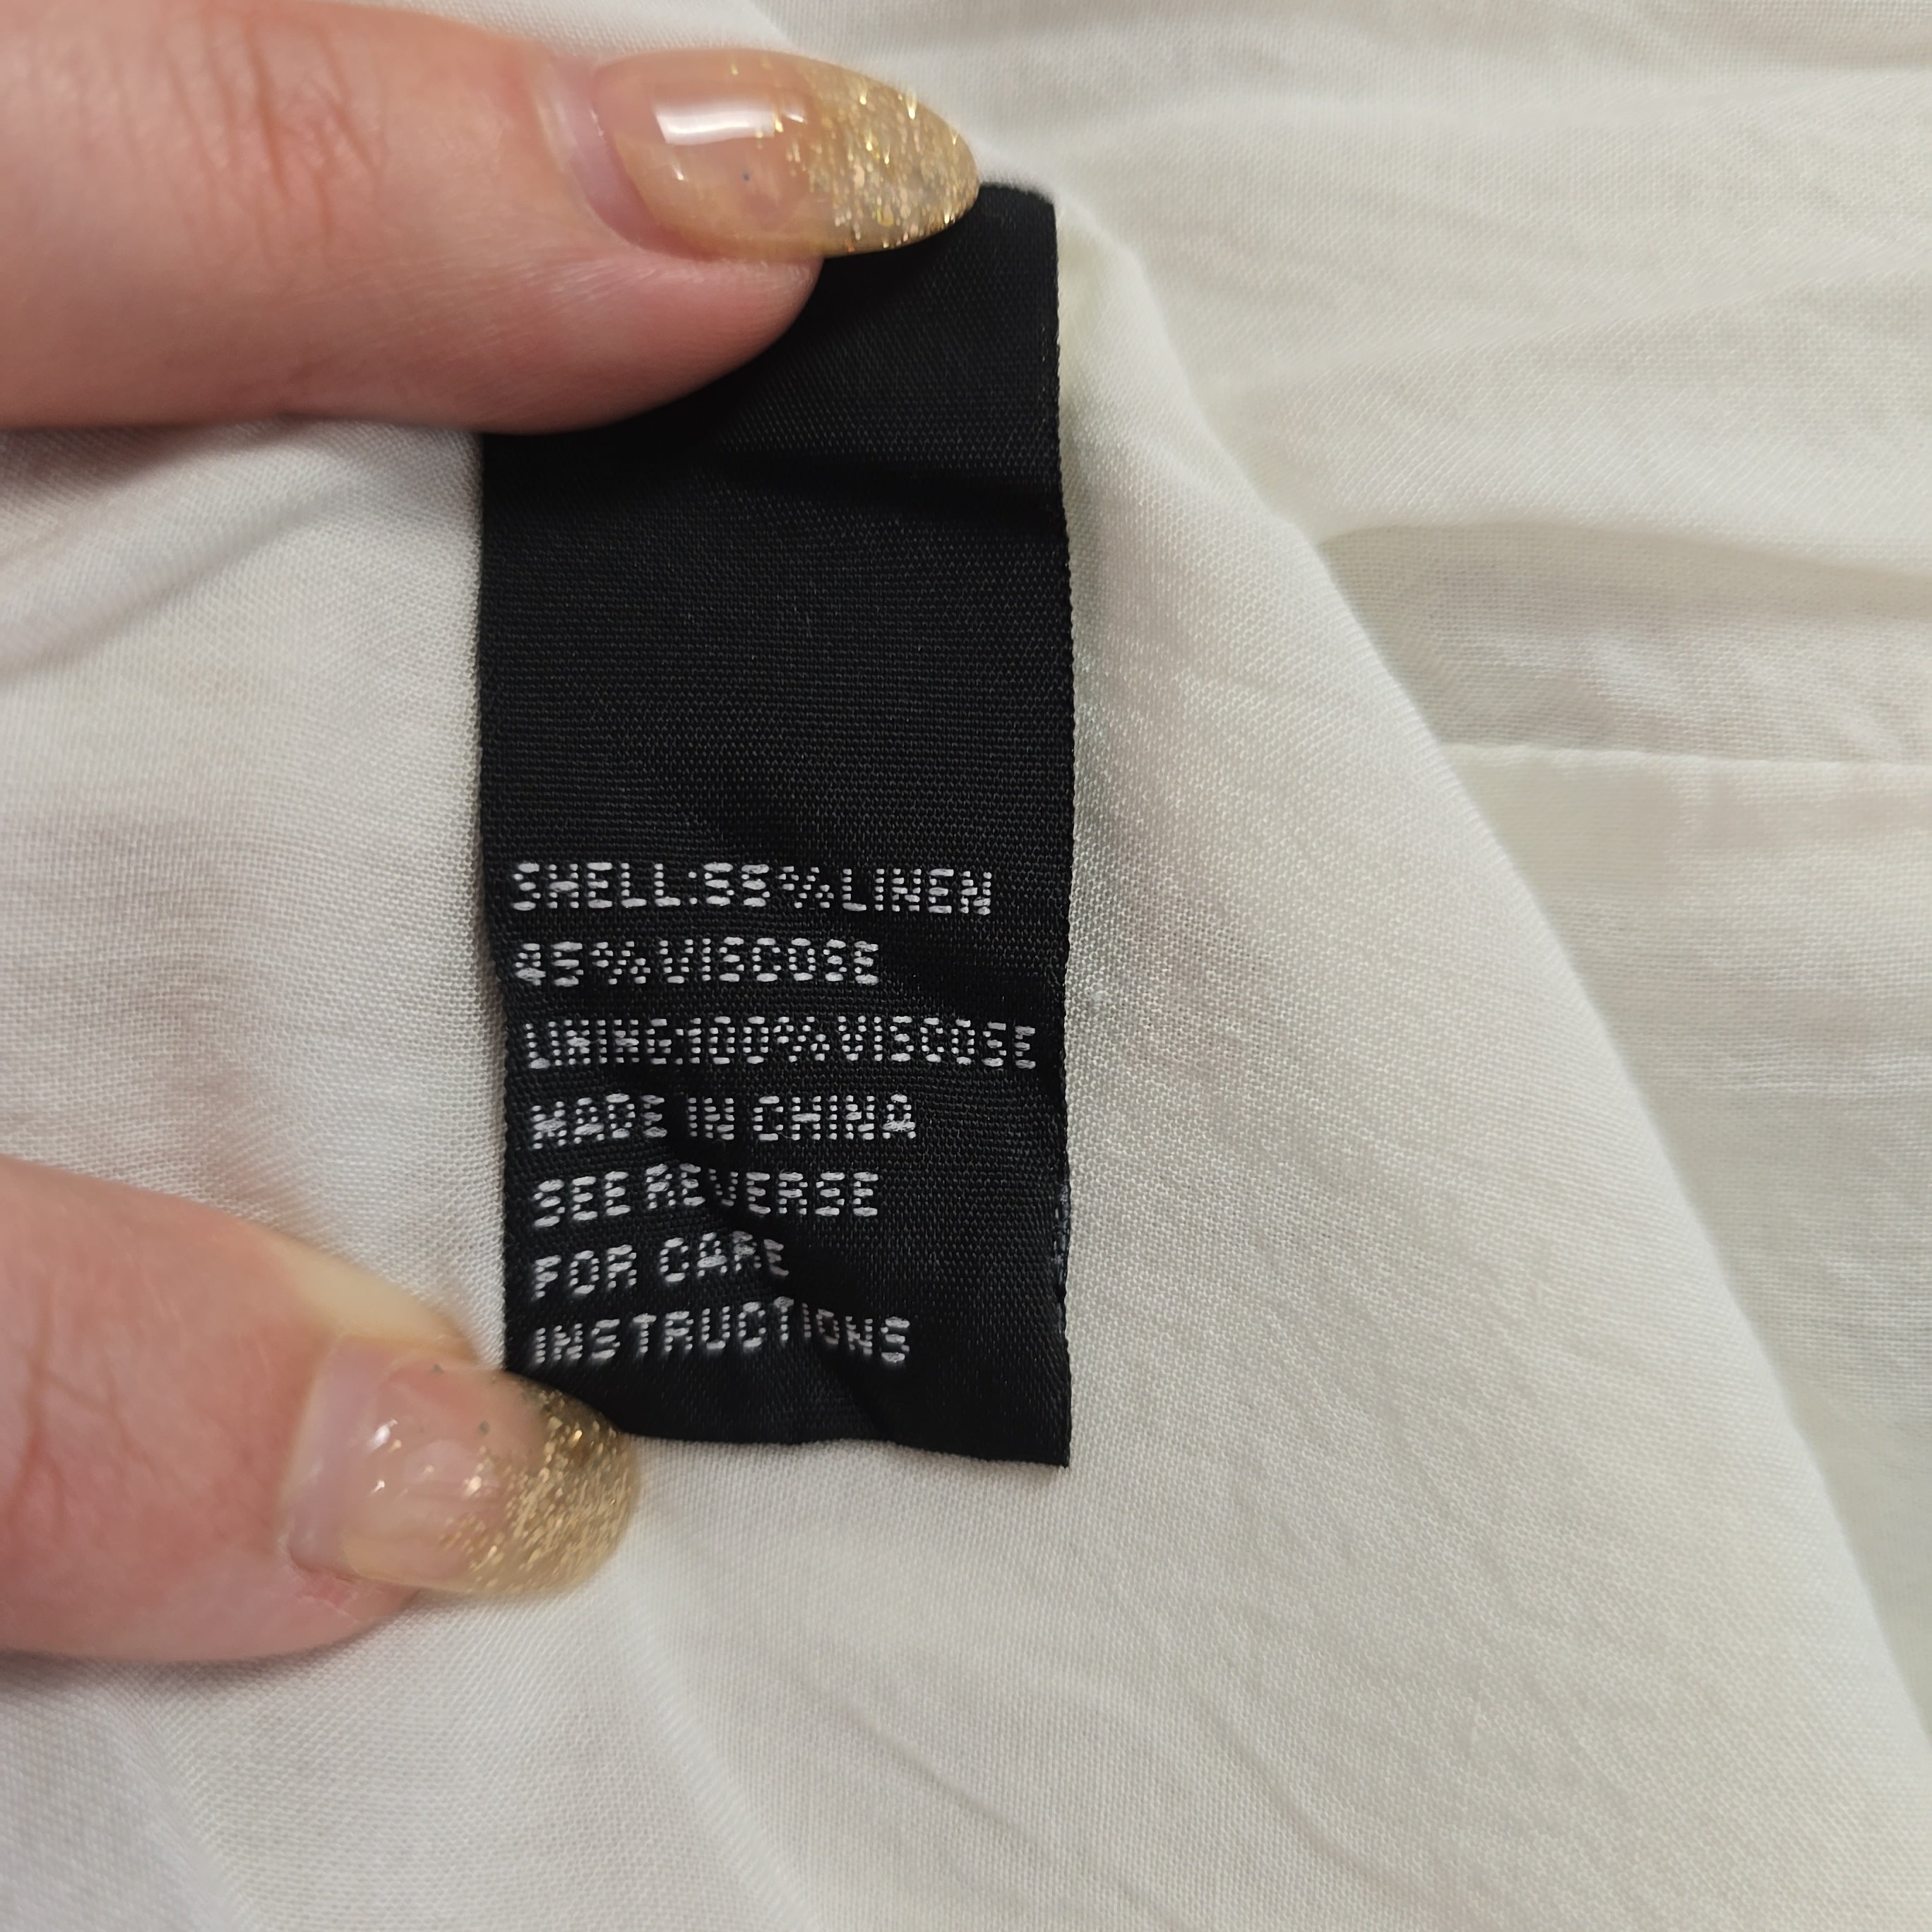 SHELL:55%LINEN
45%VISCOSE
LINING:100%VISCOSE
MADE IN CHINA
SEE REVERSE
FOR CARE
INSTRUCTIONS